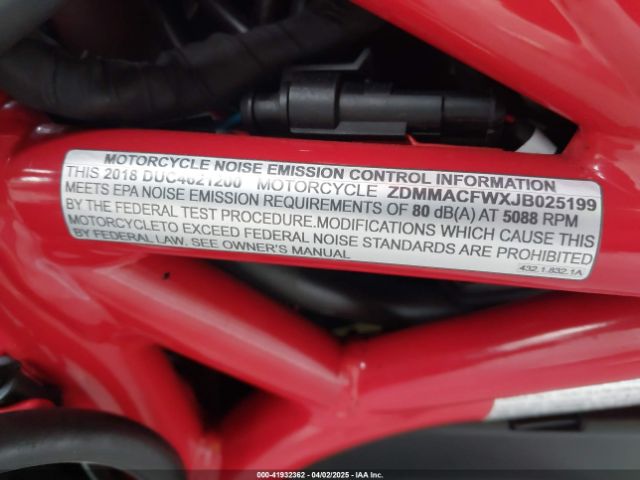 MOTORCYCLE NOISE EMISSION CONTROL INFORMATION
THIS 2018 DUC4621200 MOTORCYCLE ZDMMACFWXJB025199
MEETS EPA NOISE EMISSION REQUIREMENTS OF 80 dB(A) AT 5088 RPM
BY THE FEDERAL TEST PROCEDURE.MODIFICATIONS WHICH CAUSE THIS
MOTORCYCLETO EXCEED FEDERAL NOISE STANDARDS ARE PROHIBITED
BY FEDERAL LAW. SEE OWNER'S MANUAL
432.1.832.1A
000-41932362 - 04/02/2025 - IAA Inc.